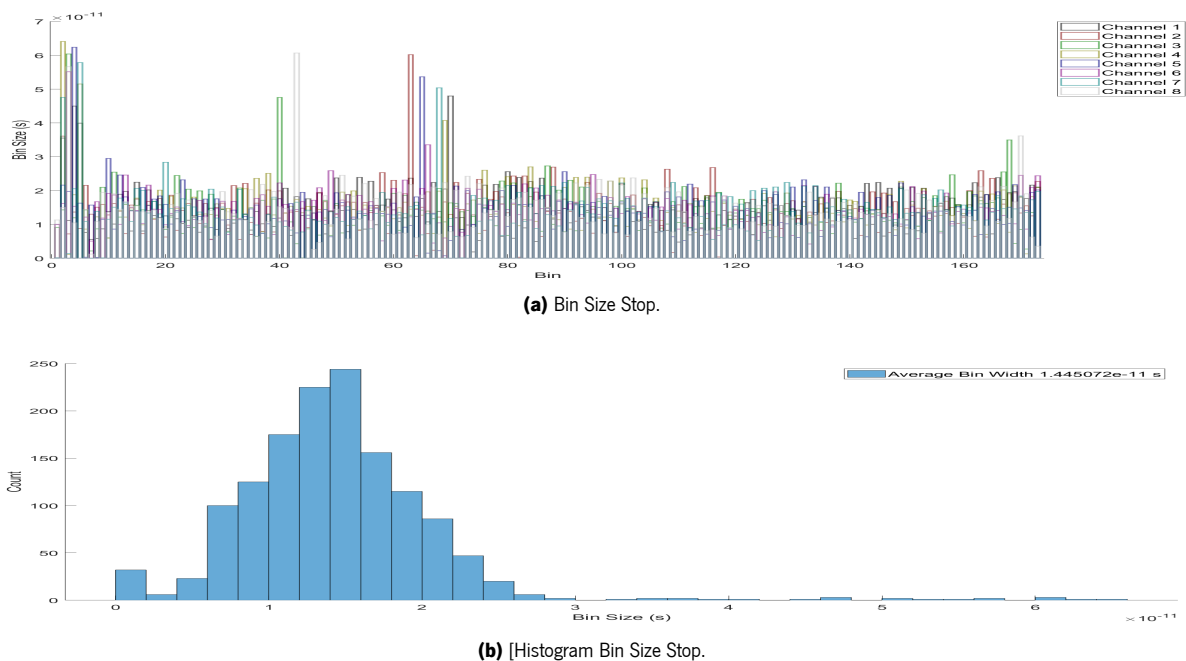 × 10⁻¹¹
7
6
5
4
3
2
1
0
Bin Size (s)
0 20 40 60 80 100 120 140 160
Bin
Channel 1
Channel 2
Channel 3
Channel 4
Channel 5
Channel 6
Channel 7
Channel 8
(a) Bin Size Stop.
250
200
150
100
50
0
Count
Average Bin Width 1.445072e-11 s
0 1 2 3 4 5 6
Bin Size (s)
× 10⁻¹¹
(b) [Histogram Bin Size Stop.